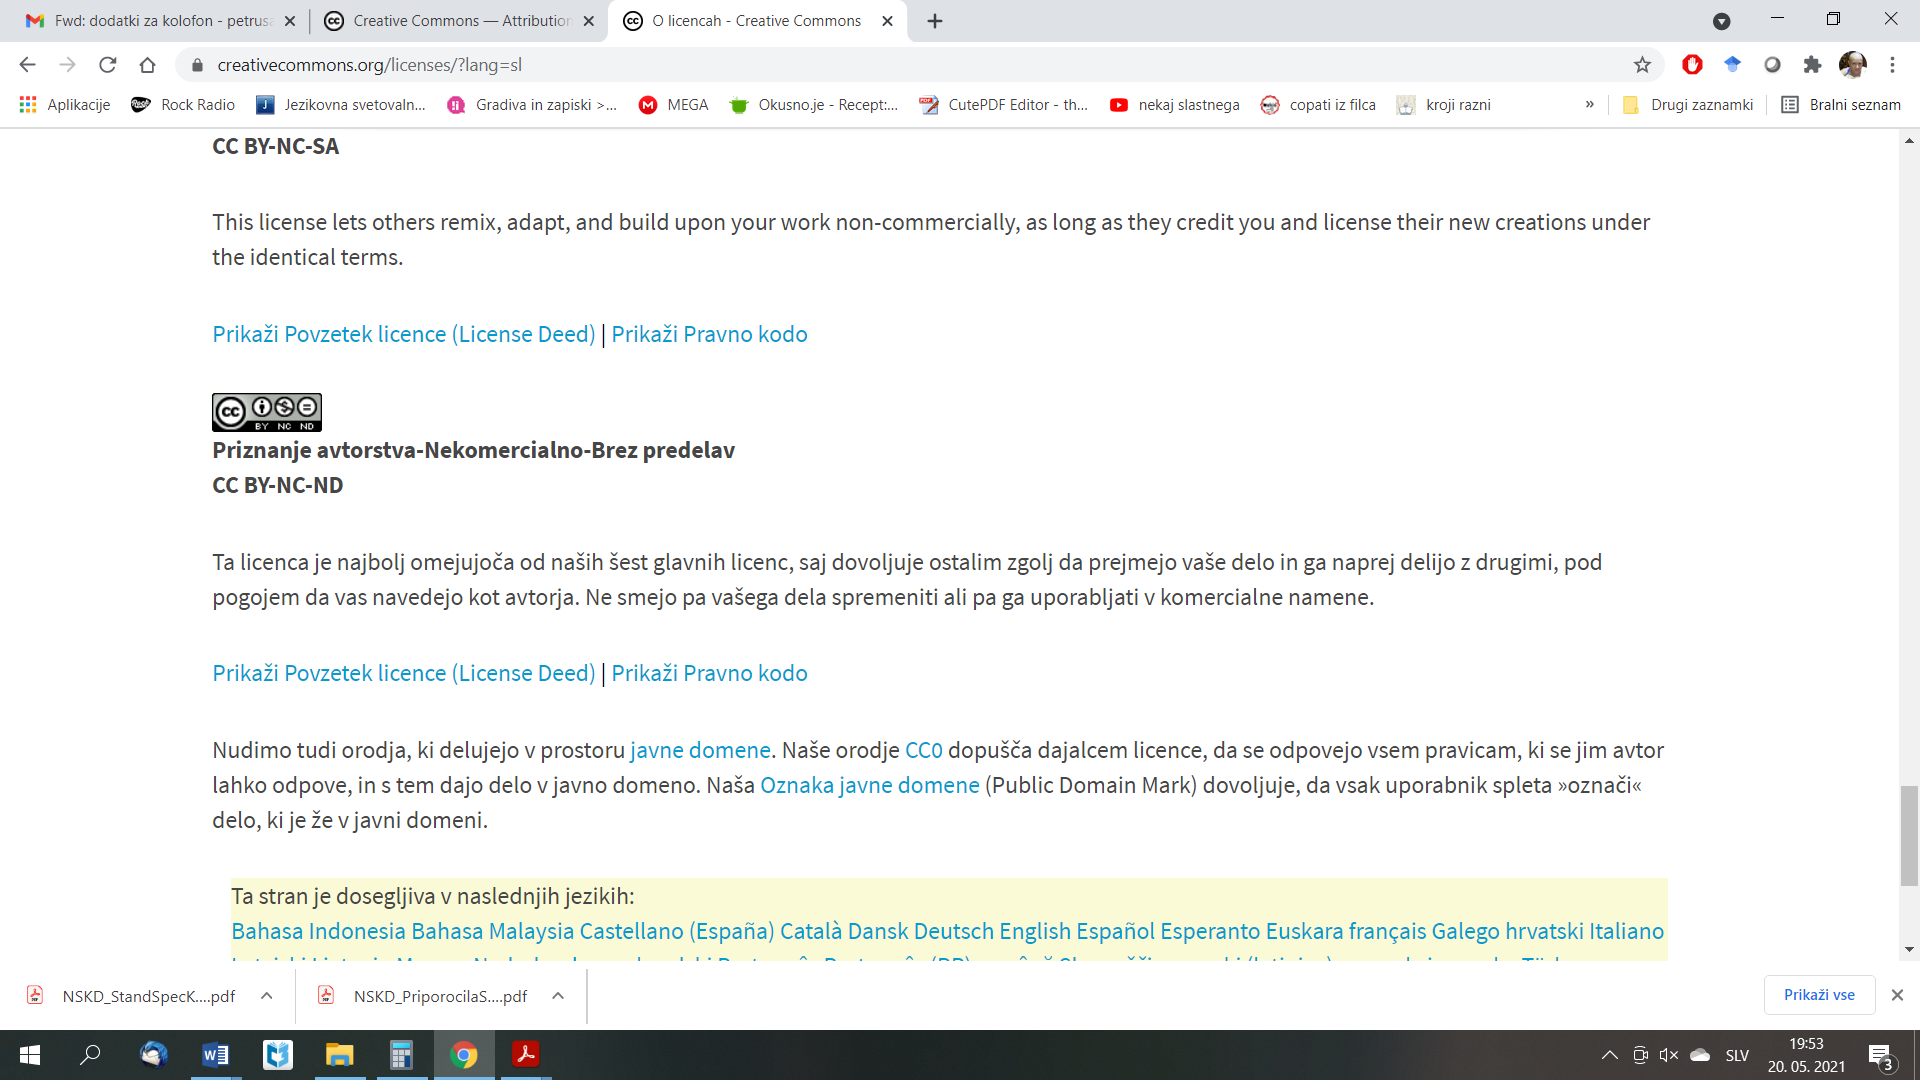 Fwd: dodatki za kolofon - petrus
Creative Commons — Attribution
O licencah - Creative Commons
creativecommons.org/licenses/?lang=sl
Aplikacije
Rock Radio
Jezikovna svetovaln...
Gradiva in zapiski >...
MEGA
Okusno.je - Recept:...
CutePDF Editor - th...
nekaj slastnega
copati iz filca
kroji razni
»
Drugi zaznamki
Bralni seznam
CC BY-NC-SA
This license lets others remix, adapt, and build upon your work non-commercially, as long as they credit you and license their new creations under
the identical terms.
Prikaži Povzetek licence (License Deed) | Prikaži Pravno kodo
cc BY NC ND
Priznanje avtorstva-Nekomercialno-Brez predelav
CC BY-NC-ND
Ta licenca je najbolj omejujoča od naših šest glavnih licenc, saj dovoljuje ostalim zgolj da prejmejo vaše delo in ga naprej delijo z drugimi, pod
pogojem da vas navedejo kot avtorja. Ne smejo pa vašega dela spremeniti ali pa ga uporabljati v komercialne namene.
Prikaži Povzetek licence (License Deed) | Prikaži Pravno kodo
Nudimo tudi orodja, ki delujejo v prostoru javne domene. Naše orodje CC0 dopušča dajalcem licence, da se odpovejo vsem pravicam, ki se jim avtor
lahko odpove, in s tem dajo delo v javno domeno. Naša Oznaka javne domene (Public Domain Mark) dovoljuje, da vsak uporabnik spleta »označi«
delo, ki je že v javni domeni.
Ta stran je dosegljiva v naslednjih jezikih:
Bahasa Indonesia Bahasa Malaysia Castellano (España) Català Dansk Deutsch English Español Esperanto Euskara français Galego hrvatski Italiano
NSKD_StandSpecK....pdf
NSKD_PriporocilaS....pdf
Prikaži vse
SLV
19:53
20. 05. 2021
3